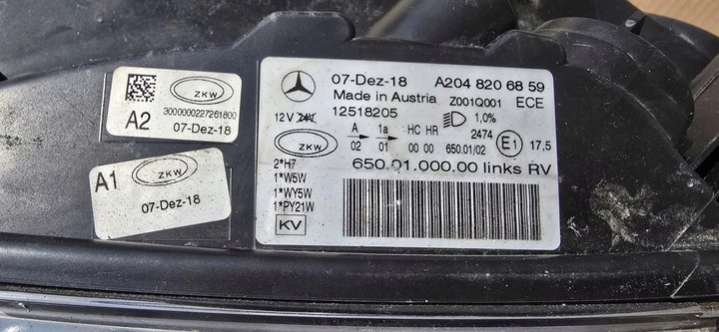 ZKW
3000000227261800
A2
07-Dez-18
A1
ZKW
07-Dez-18
07-Dez-18 A204 820 68 59
Made in Austria Z001Q001 ECE
12V 24V 12518205 1,0%
A 1a HC HR 2474 E1 17,5
ZKW 02 01 00 00 650.01/02
2*H7 650.01.000.00 links RV
1*W5W
1*WY5W
1*PY21W
KV